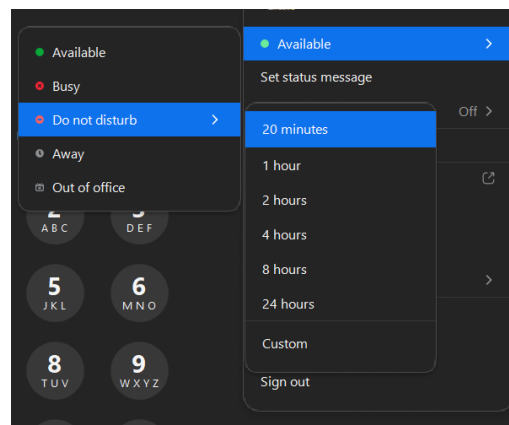 Available
Busy
Do not disturb
Away
Out of office
Available
Set status message
Off
20 minutes
1 hour
2 hours
4 hours
8 hours
24 hours
Custom
Sign out
ABC
DEF
5
JKL
6
MNO
8
TUV
9
WXYZ